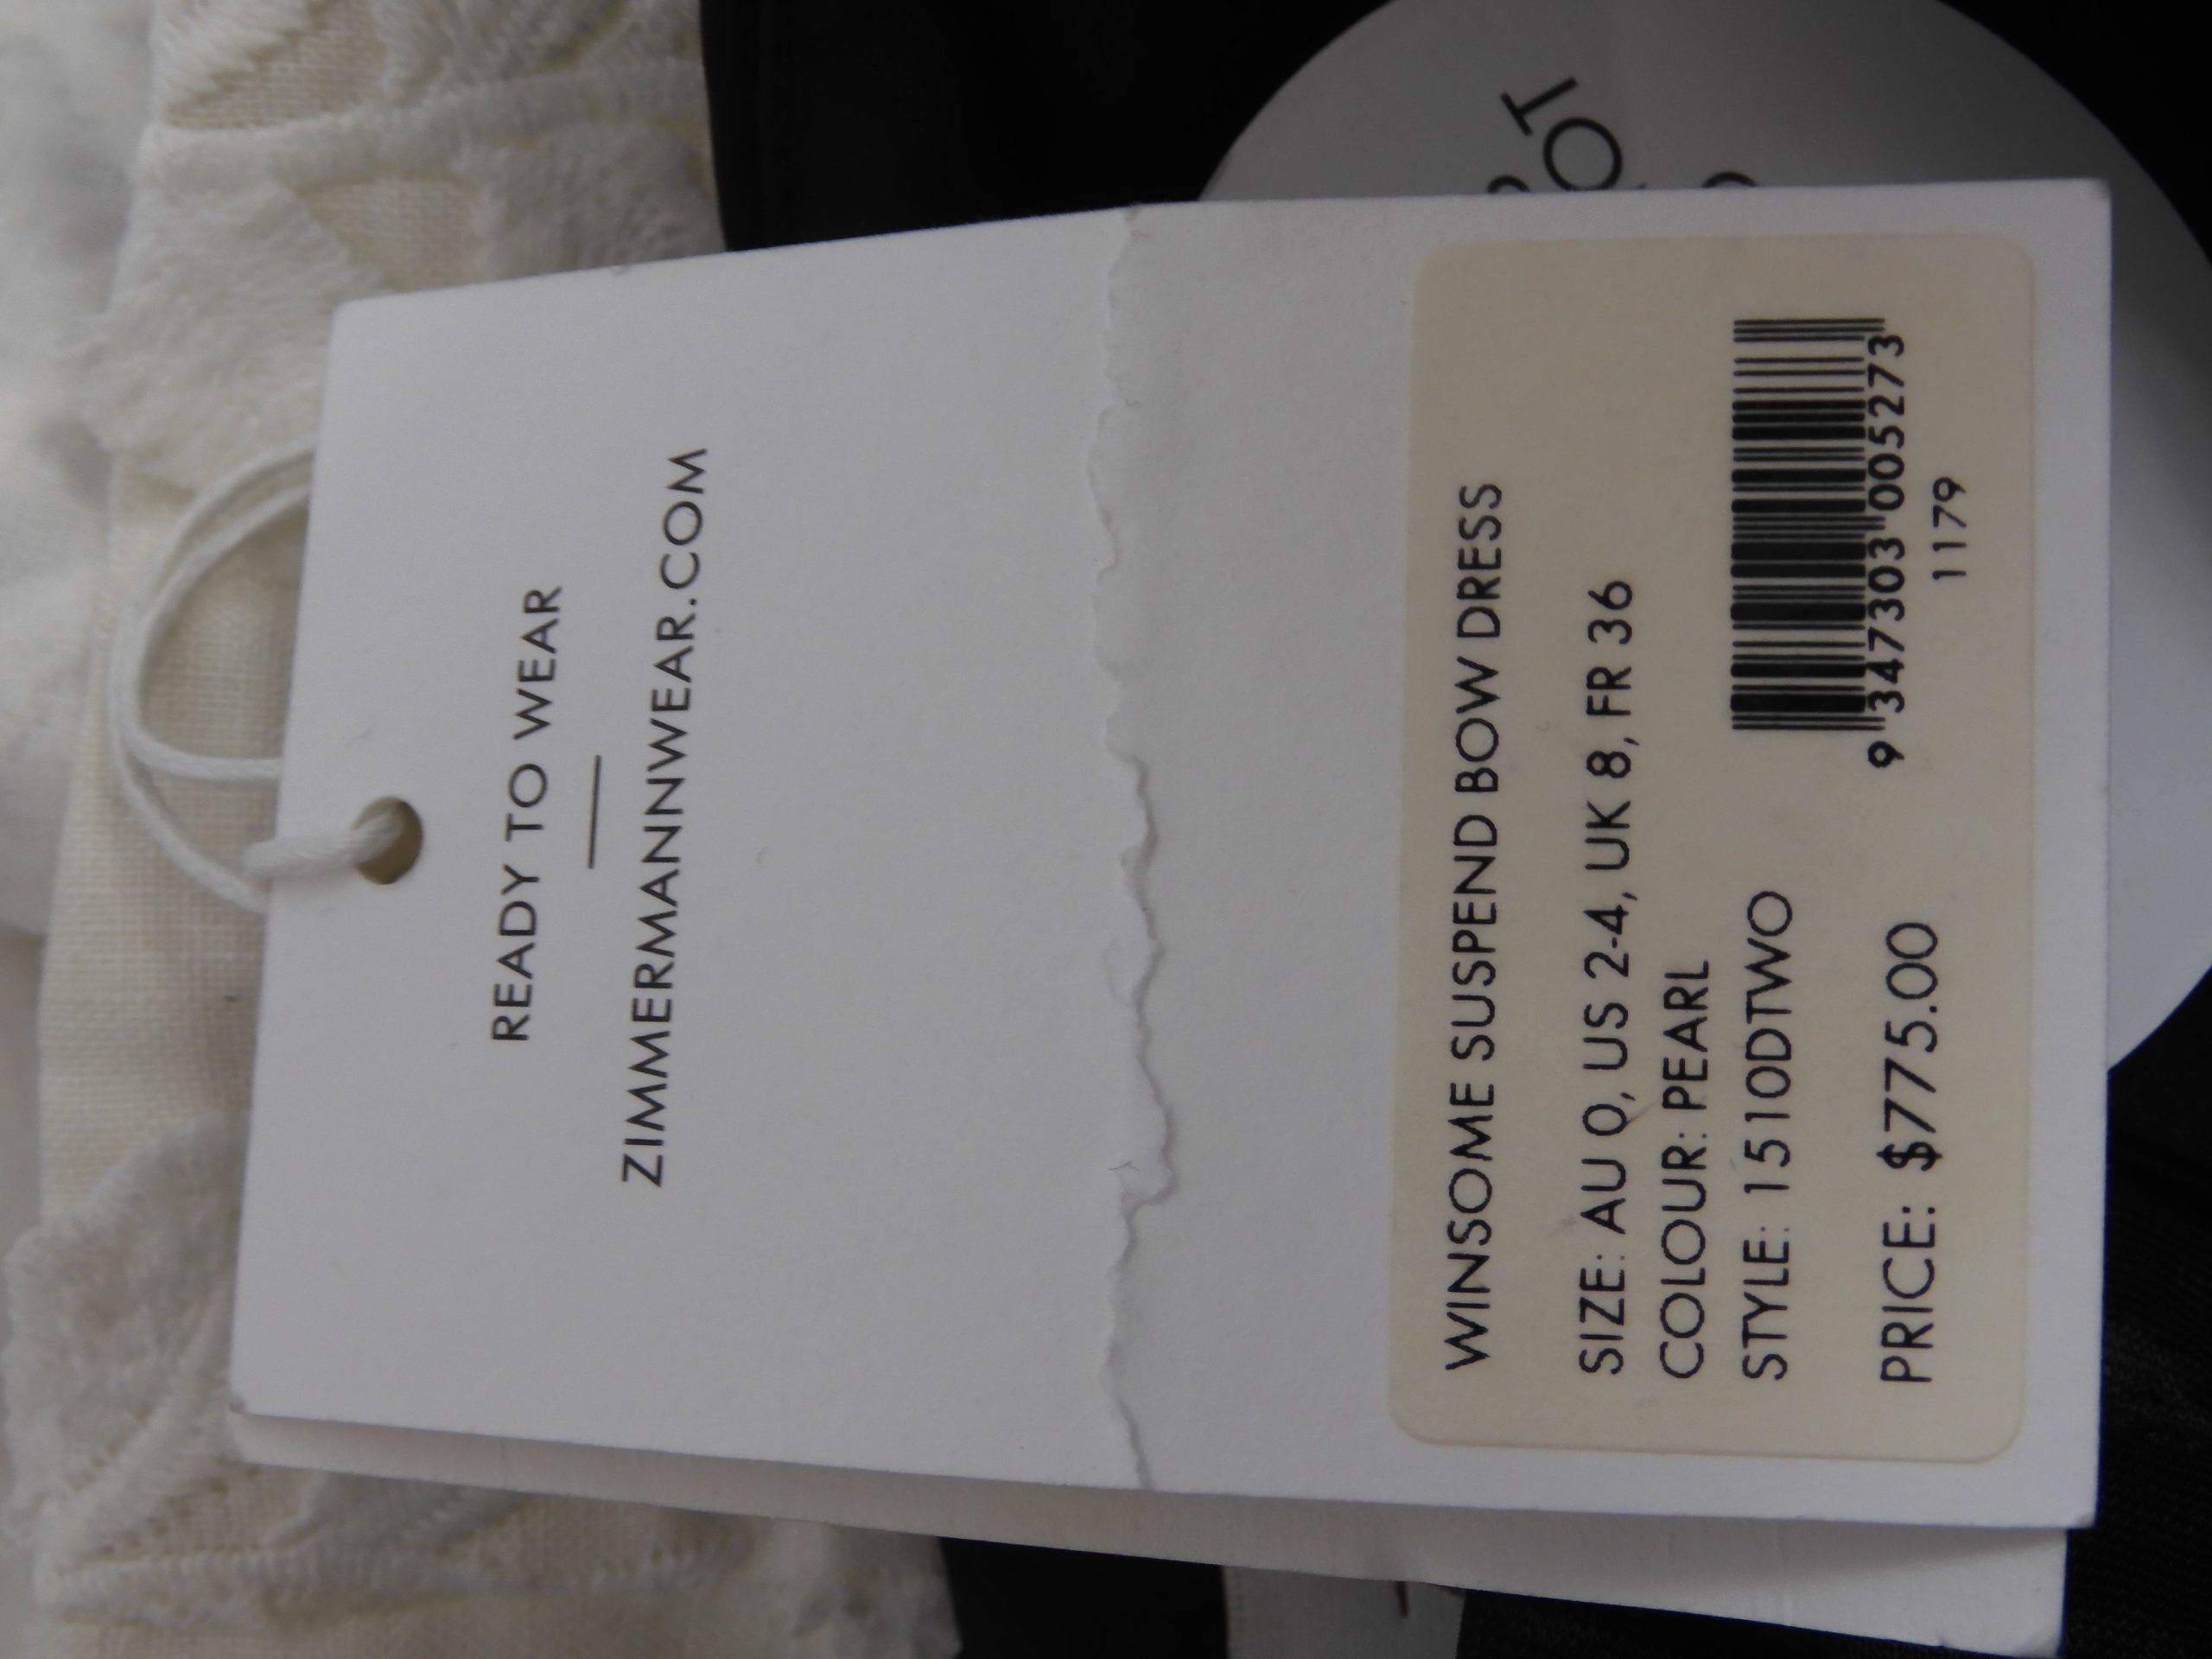 READY TO WEAR
ZIMMERMANNWEAR.COM
WINSOME SUSPEND BOW DRESS
SIZE: AU 0, US 2-4, UK 8, FR 36
COLOUR: PEARL
STYLE: 1510DTWO
PRICE: $775.00
9 347303 005273
1179